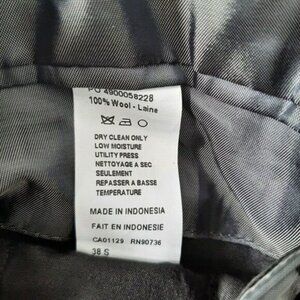 PO 4900058228
100% Wool - Laine
DRY CLEAN ONLY
LOW MOISTURE
UTILITY PRESS
NETTOYAGE A SEC
SEULEMENT
REPASSER A BASSE
TEMPERATURE
MADE IN INDONESIA
FAIT EN INDONESIE
CA01129 RN90736
38 S